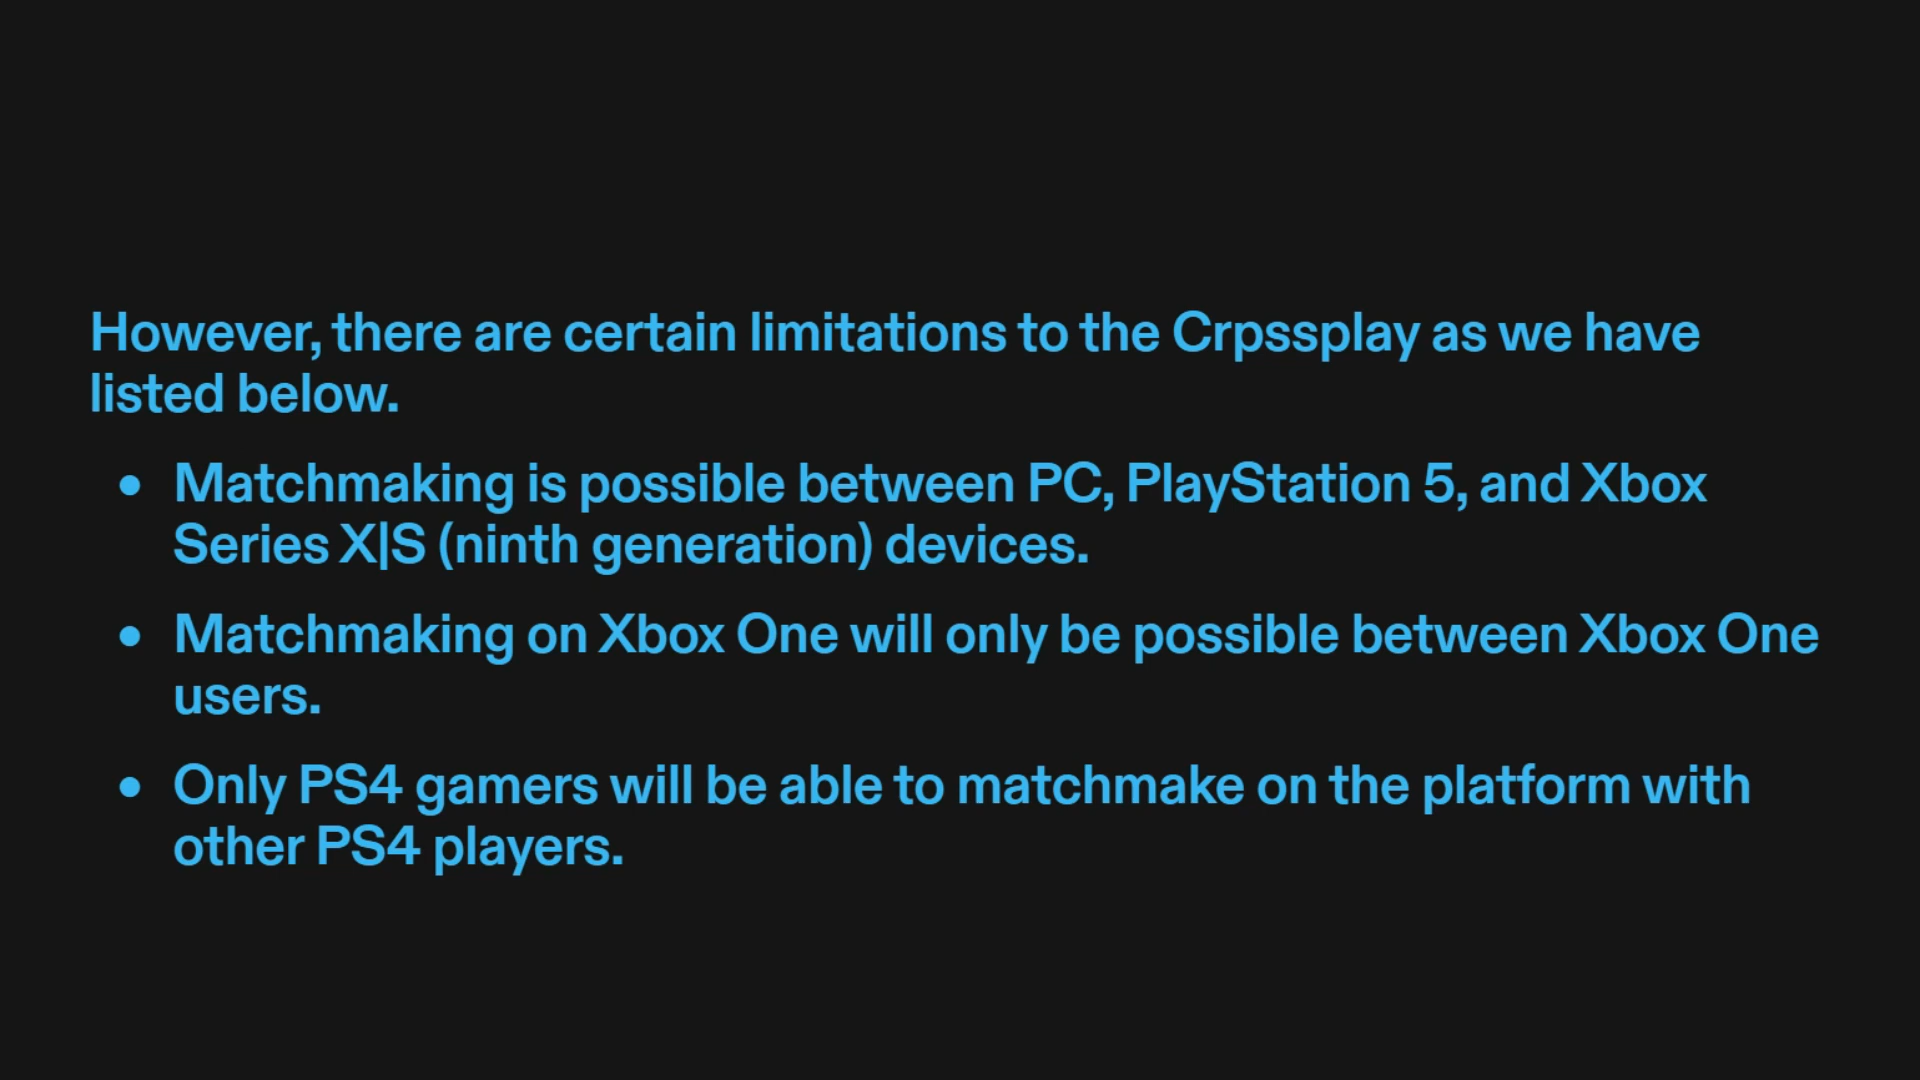 However, there are certain limitations to the Crpssplay as we have
listed below.
• Matchmaking is possible between PC, PlayStation 5, and Xbox
Series X|S (ninth generation) devices.
• Matchmaking on Xbox One will only be possible between Xbox One
users.
• Only PS4 gamers will be able to matchmake on the platform with
other PS4 players.